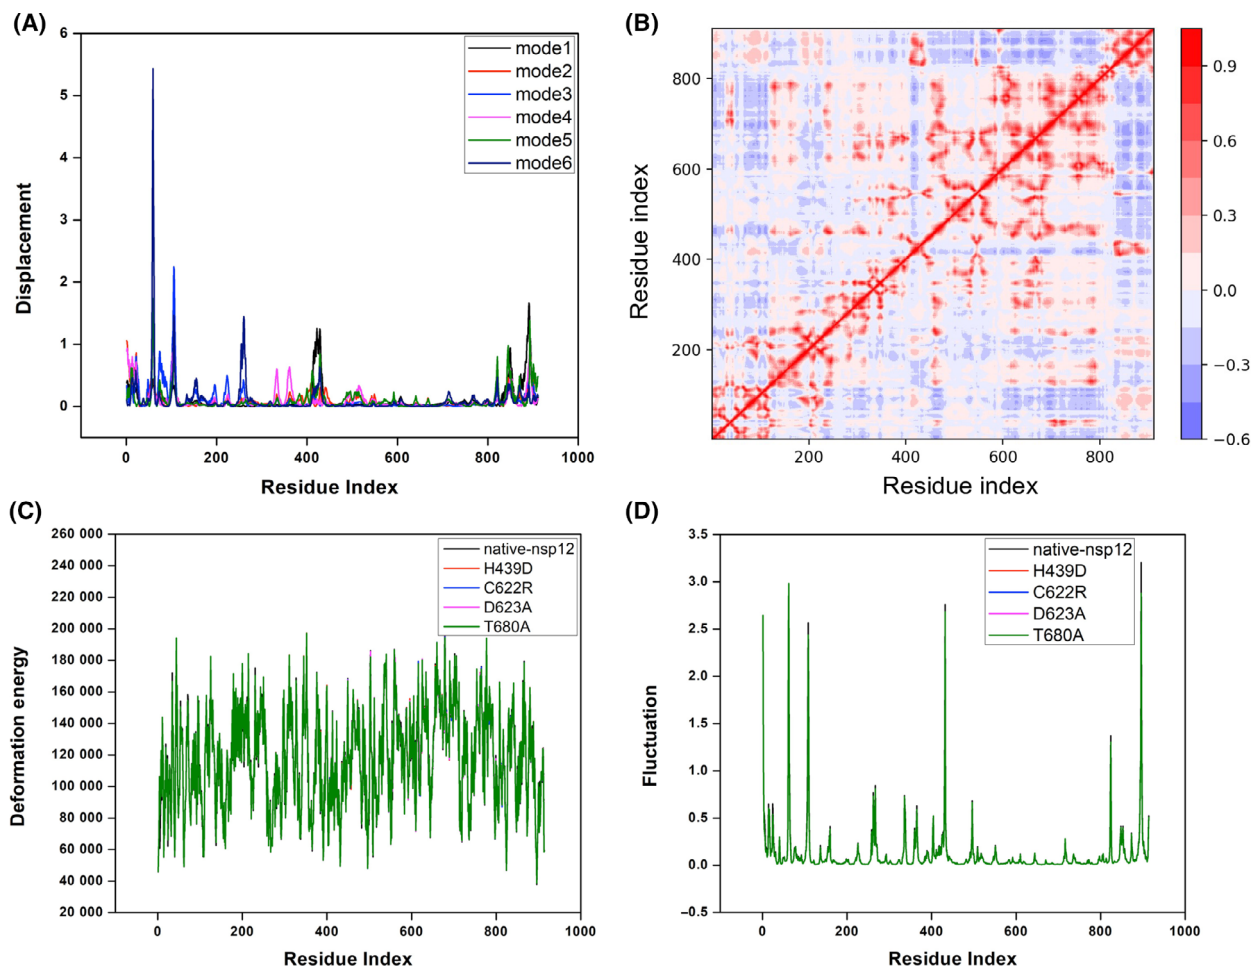 (A)
6
5
4
3
2
1
0
Displacement
mode1
mode2
mode3
mode4
mode5
mode6
0 200 400 600 800 1000
Residue Index
(B)
800
600
400
200
Residue index
200 400 600 800
Residue index
0.9
0.6
0.3
0.0
−0.3
−0.6
(C)
260 000
240 000
220 000
200 000
180 000
160 000
140 000
120 000
100 000
80 000
60 000
40 000
20 000
Deformation energy
native-nsp12
H439D
C622R
D623A
T680A
0 200 400 600 800 1000
Residue Index
(D)
3.5
3.0
2.5
2.0
1.5
1.0
0.5
0.0
−0.5
Fluctuation
native-nsp12
H439D
C622R
D623A
T680A
0 200 400 600 800 1000
Residue Index